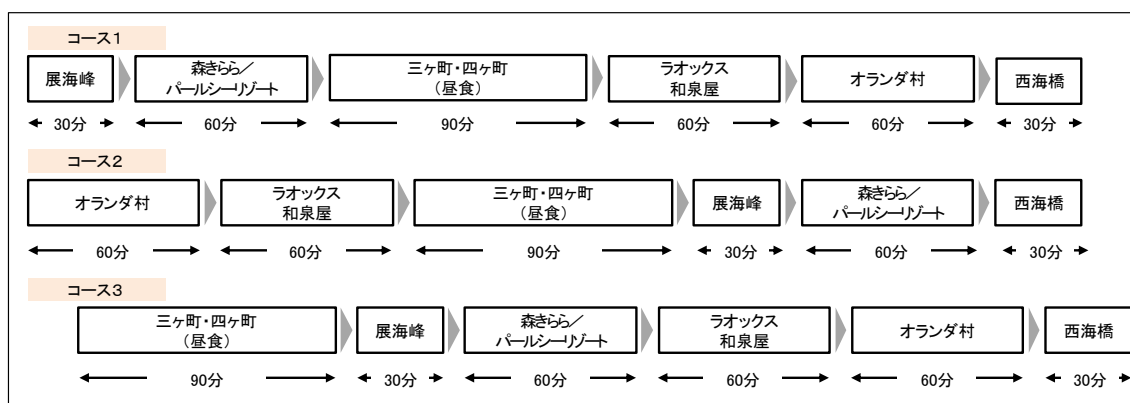 コース1
展海峰
森きらら/
パールシーリゾート
三ヶ町・四ヶ町
(昼食)
ラオックス
和泉屋
オランダ村
西海橋
30分
60分
90分
60分
60分
30分
コース2
オランダ村
ラオックス
和泉屋
三ヶ町・四ヶ町
(昼食)
展海峰
森きらら/
パールシーリゾート
西海橋
60分
60分
90分
30分
60分
30分
コース3
三ヶ町・四ヶ町
(昼食)
展海峰
森きらら/
パールシーリゾート
ラオックス
和泉屋
オランダ村
西海橋
90分
30分
60分
60分
60分
30分